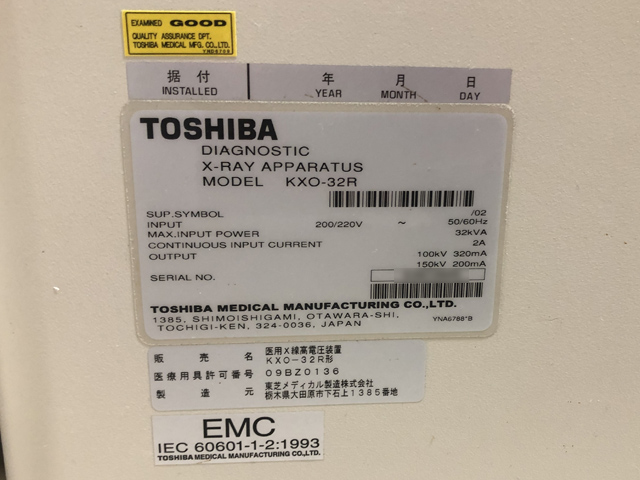 EXAMINED GOOD
QUALITY ASSURANCE DPT.
TOSHIBA MEDICAL MFG. CO.,LTD.
据付 年 月 日
INSTALLED YEAR MONTH DAY
TOSHIBA
DIAGNOSTIC
X-RAY APPARATUS
MODEL KXO-32R
SUP.SYMBOL /02
INPUT 200/220V ~ 50/60Hz
MAX.INPUT POWER 32kVA
CONTINUOUS INPUT CURRENT 2A
OUTPUT 100kV 320mA
150kV 200mA
SERIAL NO.
TOSHIBA MEDICAL MANUFACTURING CO.,LTD.
1385, SHIMOISHIGAMI, OTAWARA-SHI,
TOCHIGI-KEN, 324-0036, JAPAN
YNA6788*B
販売名 医用X線高電圧装置
KXO-32R形
医療用具許可番号 09BZ0136
製造元 東芝メディカル製造株式会社
栃木県大田原市下石上1385番地
EMC
IEC 60601-1-2:1993
TOSHIBA MEDICAL MANUFACTURING CO.,LTD.